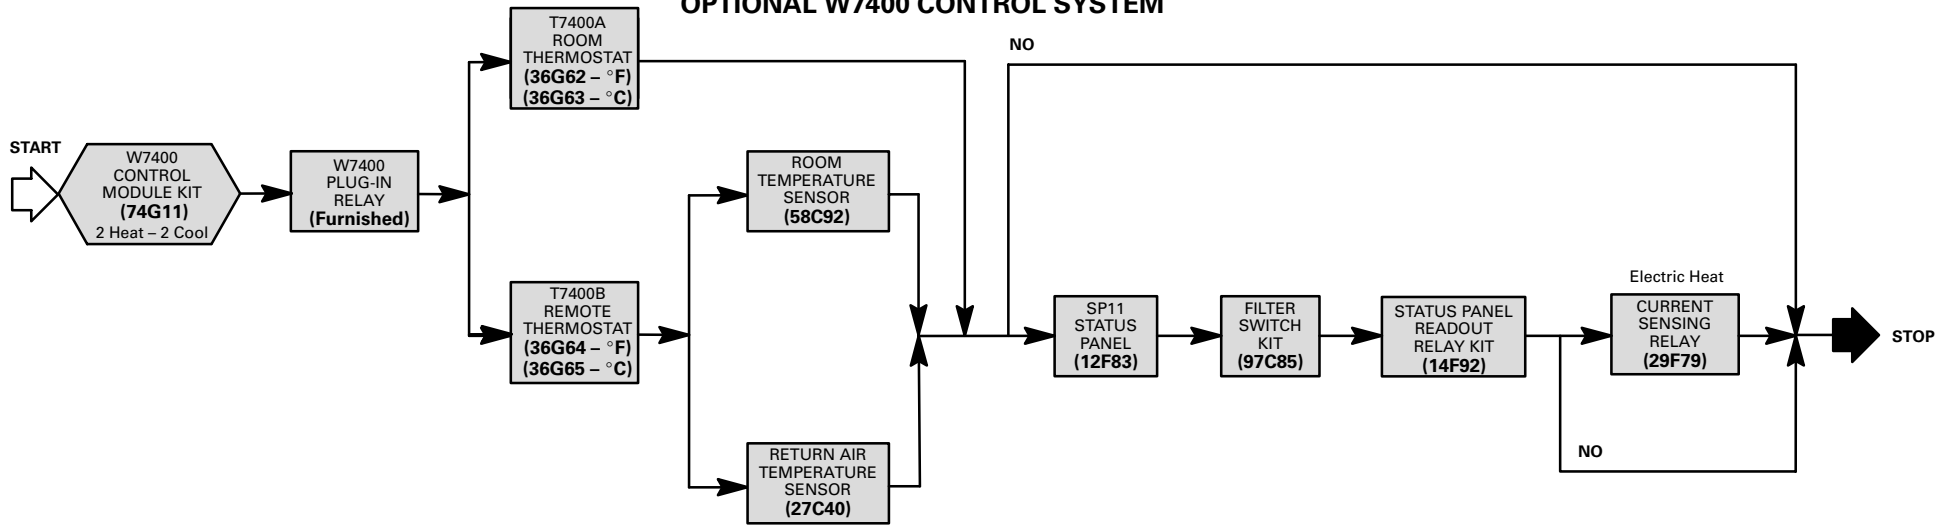 OPTIONAL W7400 CONTROL SYSTEM
START
W7400
CONTROL
MODULE KIT
(74G11)
2 Heat – 2 Cool
W7400
PLUG-IN
RELAY
(Furnished)
T7400A
ROOM
THERMOSTAT
(36G62 – °F)
(36G63 – °C)
T7400B
REMOTE
THERMOSTAT
(36G64 – °F)
(36G65 – °C)
ROOM
TEMPERATURE
SENSOR
(58C92)
RETURN AIR
TEMPERATURE
SENSOR
(27C40)
NO
SP11
STATUS
PANEL
(12F83)
FILTER
SWITCH
KIT
(97C85)
STATUS PANEL
READOUT
RELAY KIT
(14F92)
Electric Heat
CURRENT
SENSING
RELAY
(29F79)
NO
STOP